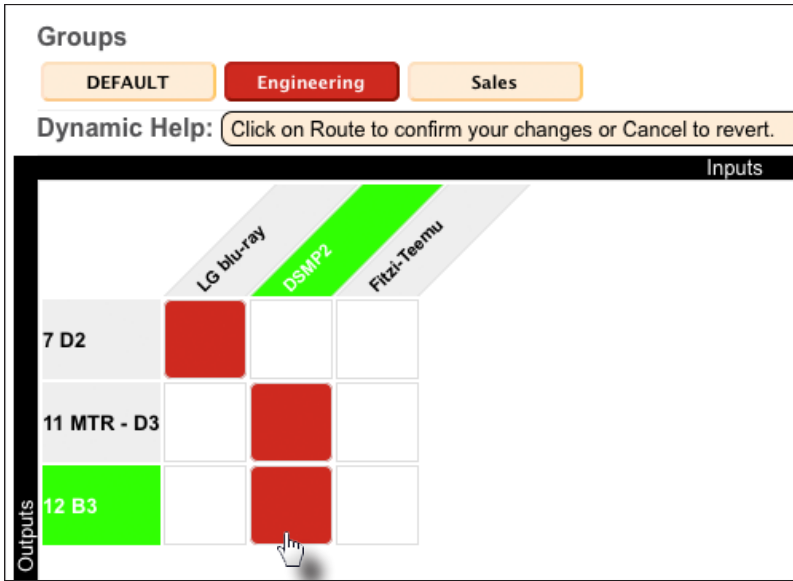 Groups
DEFAULT Engineering Sales
Dynamic Help: Click on Route to confirm your changes or Cancel to revert.
Inputs
LG blu-ray DSMP2 Fitzi-Teemu
7 D2
11 MTR - D3
12 B3
Outputs